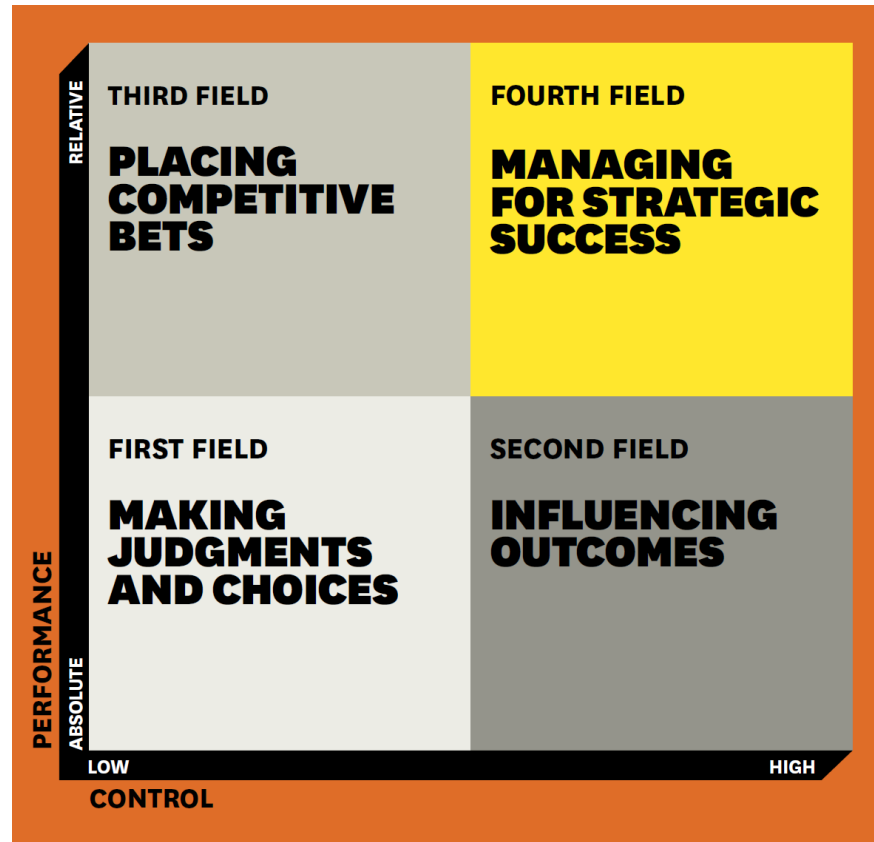 RELATIVE
THIRD FIELD
PLACING
COMPETITIVE
BETS
FOURTH FIELD
MANAGING
FOR STRATEGIC
SUCCESS
FIRST FIELD
MAKING
JUDGMENTS
AND CHOICES
SECOND FIELD
INFLUENCING
OUTCOMES
PERFORMANCE
ABSOLUTE
LOW
HIGH
CONTROL